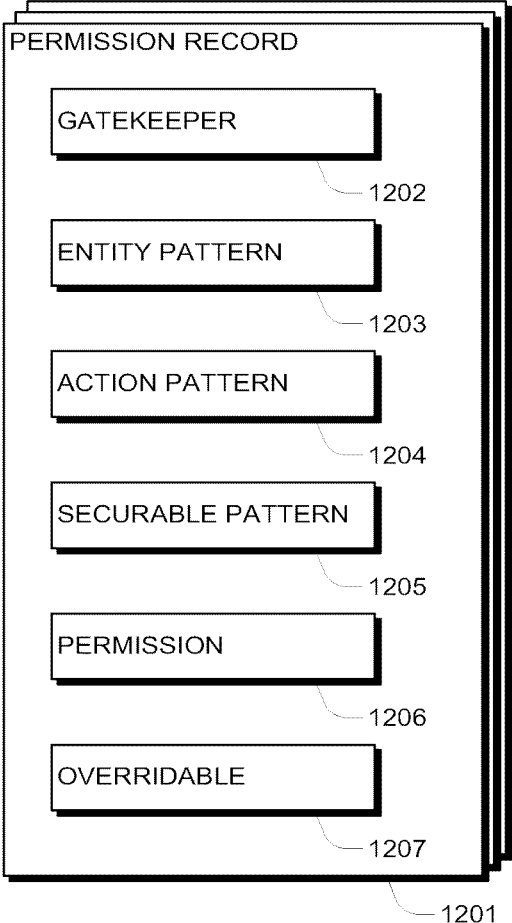 PERMISSION RECORD
GATEKEEPER
1202
ENTITY PATTERN
1203
ACTION PATTERN
1204
SECURABLE PATTERN
1205
PERMISSION
1206
OVERRIDABLE
1207
1201